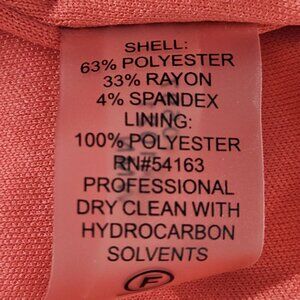 SHELL:
63% POLYESTER
33% RAYON
4% SPANDEX
LINING:
100% POLYESTER
RN#54163
PROFESSIONAL
DRY CLEAN WITH
HYDROCARBON
SOLVENTS
F